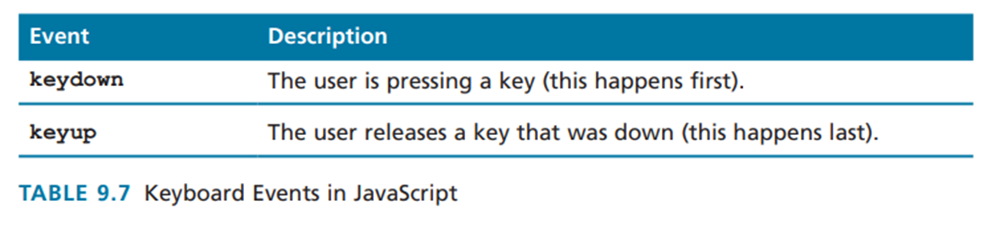 Event Description
keydown The user is pressing a key (this happens first).
keyup The user releases a key that was down (this happens last).
TABLE 9.7 Keyboard Events in JavaScript